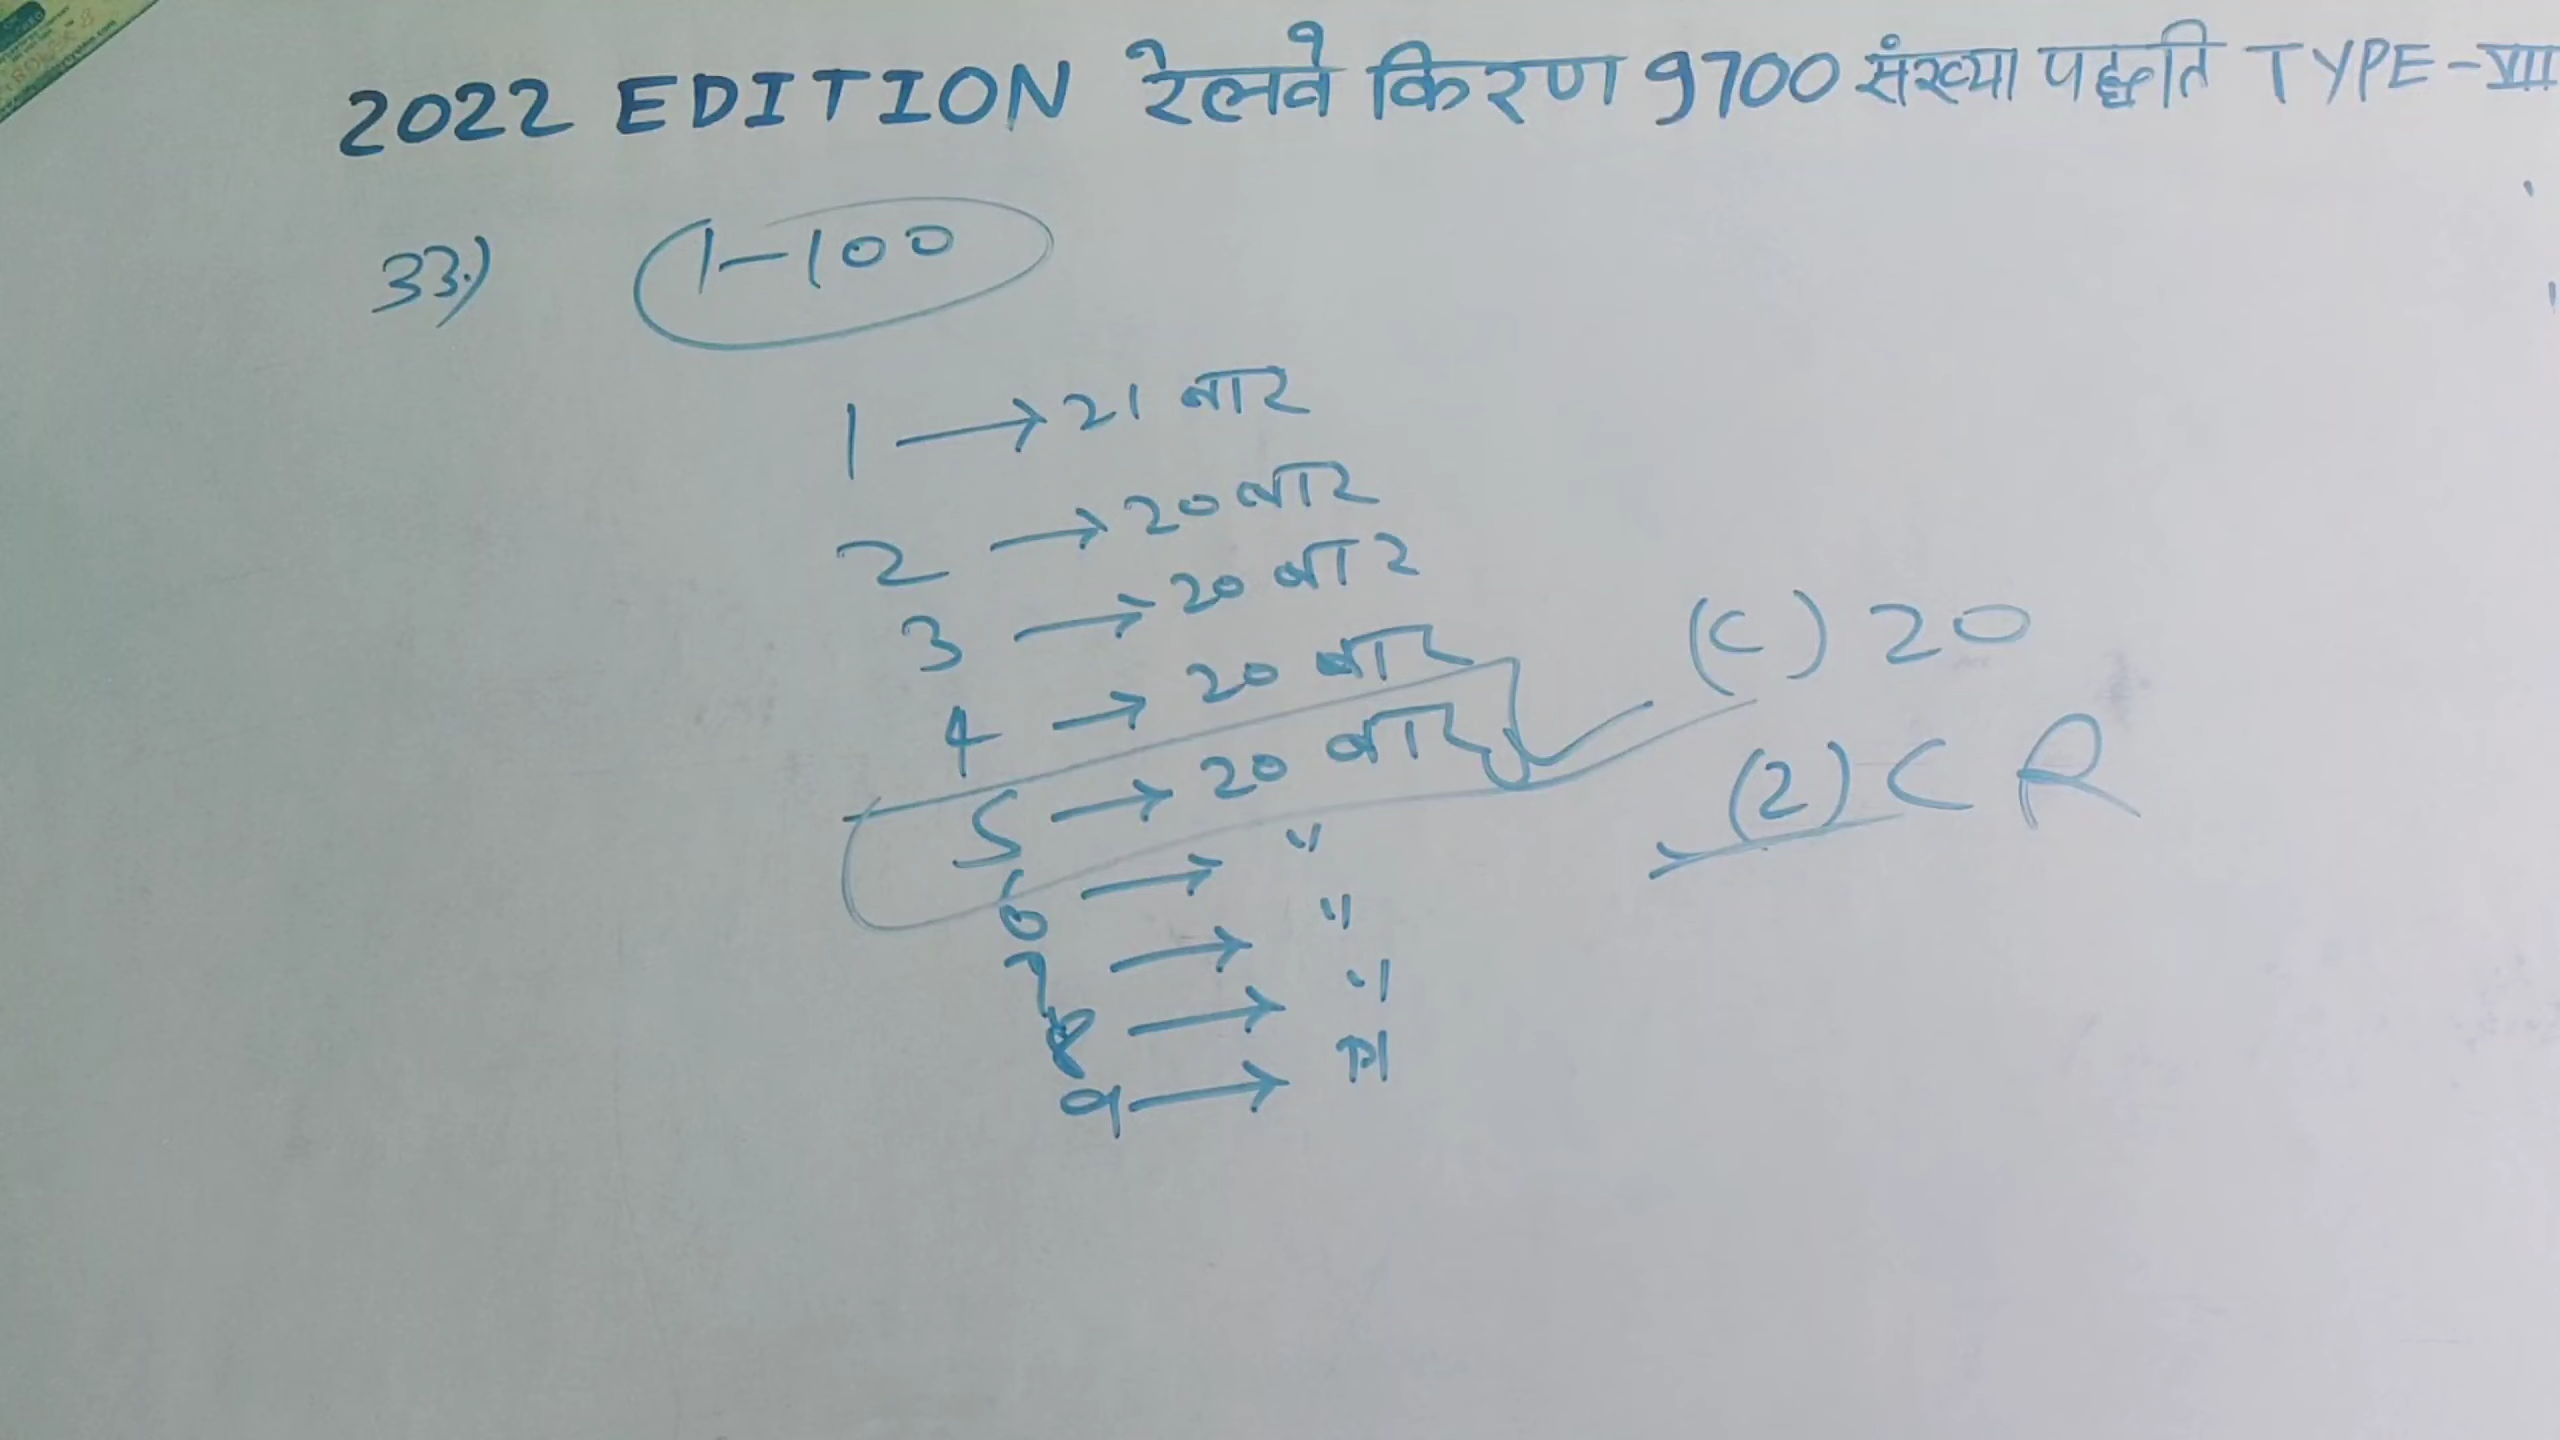 2022 EDITION रेलवे किरण 9700 संख्या पद्धति TYPE-VIII
33.) 1-100
1 → 21 बार
2 → 20 बार
3 → 20 बार
4 → 20 बार
5 → 20 बार (C) 20
6 → " (2) C R
7 → "
8 → "
9 → "